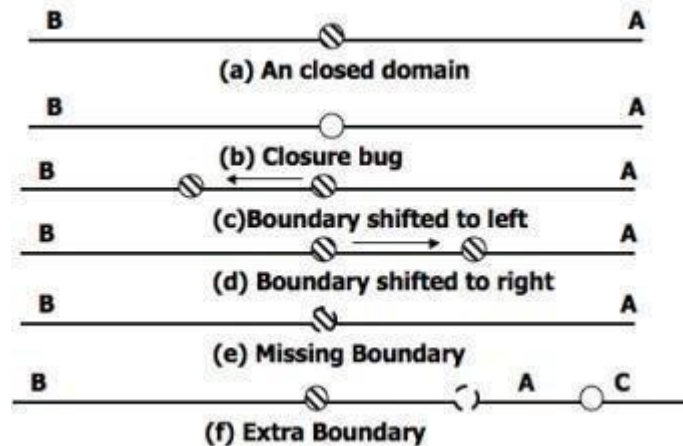 B A
(a) An closed domain
B A
(b) Closure bug
B A
(c)Boundary shifted to left
B A
(d) Boundary shifted to right
B A
(e) Missing Boundary
B A C
(f) Extra Boundary